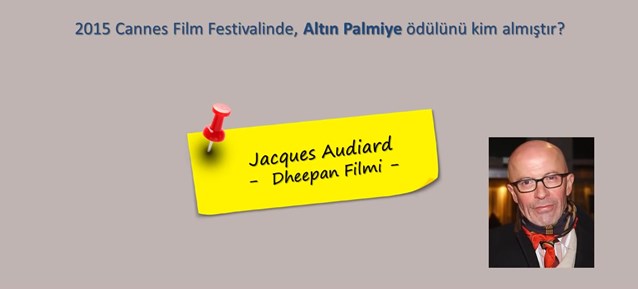 2015 Cannes Film Festivalinde, Altın Palmiye ödülünü kim almıştır?
Jacques Audiard
- Dheepan Filmi -